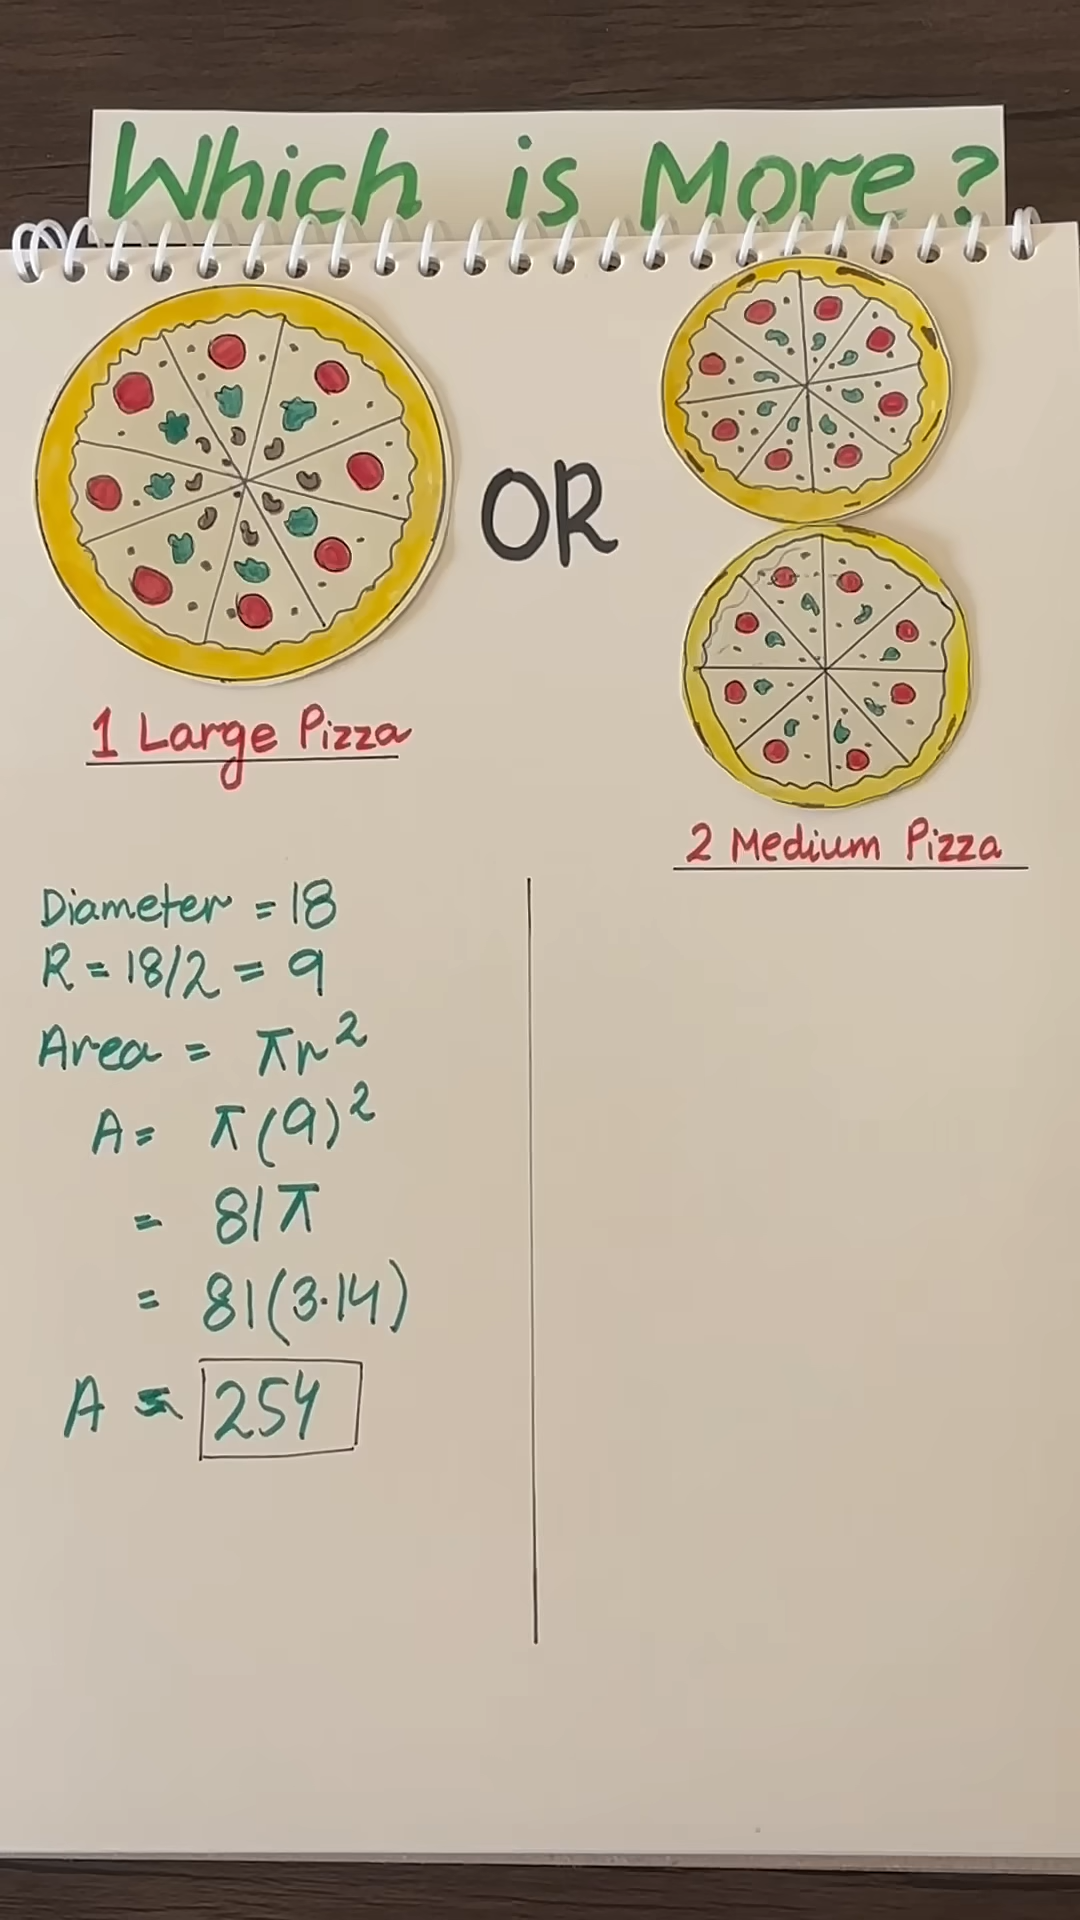 Which is More?
OR
1 Large Pizza
2 Medium Pizza
Diameter = 18
R = 18/2 = 9
Area = πr²
A = π(9)²
= 81π
= 81(3.14)
A ≈ 254